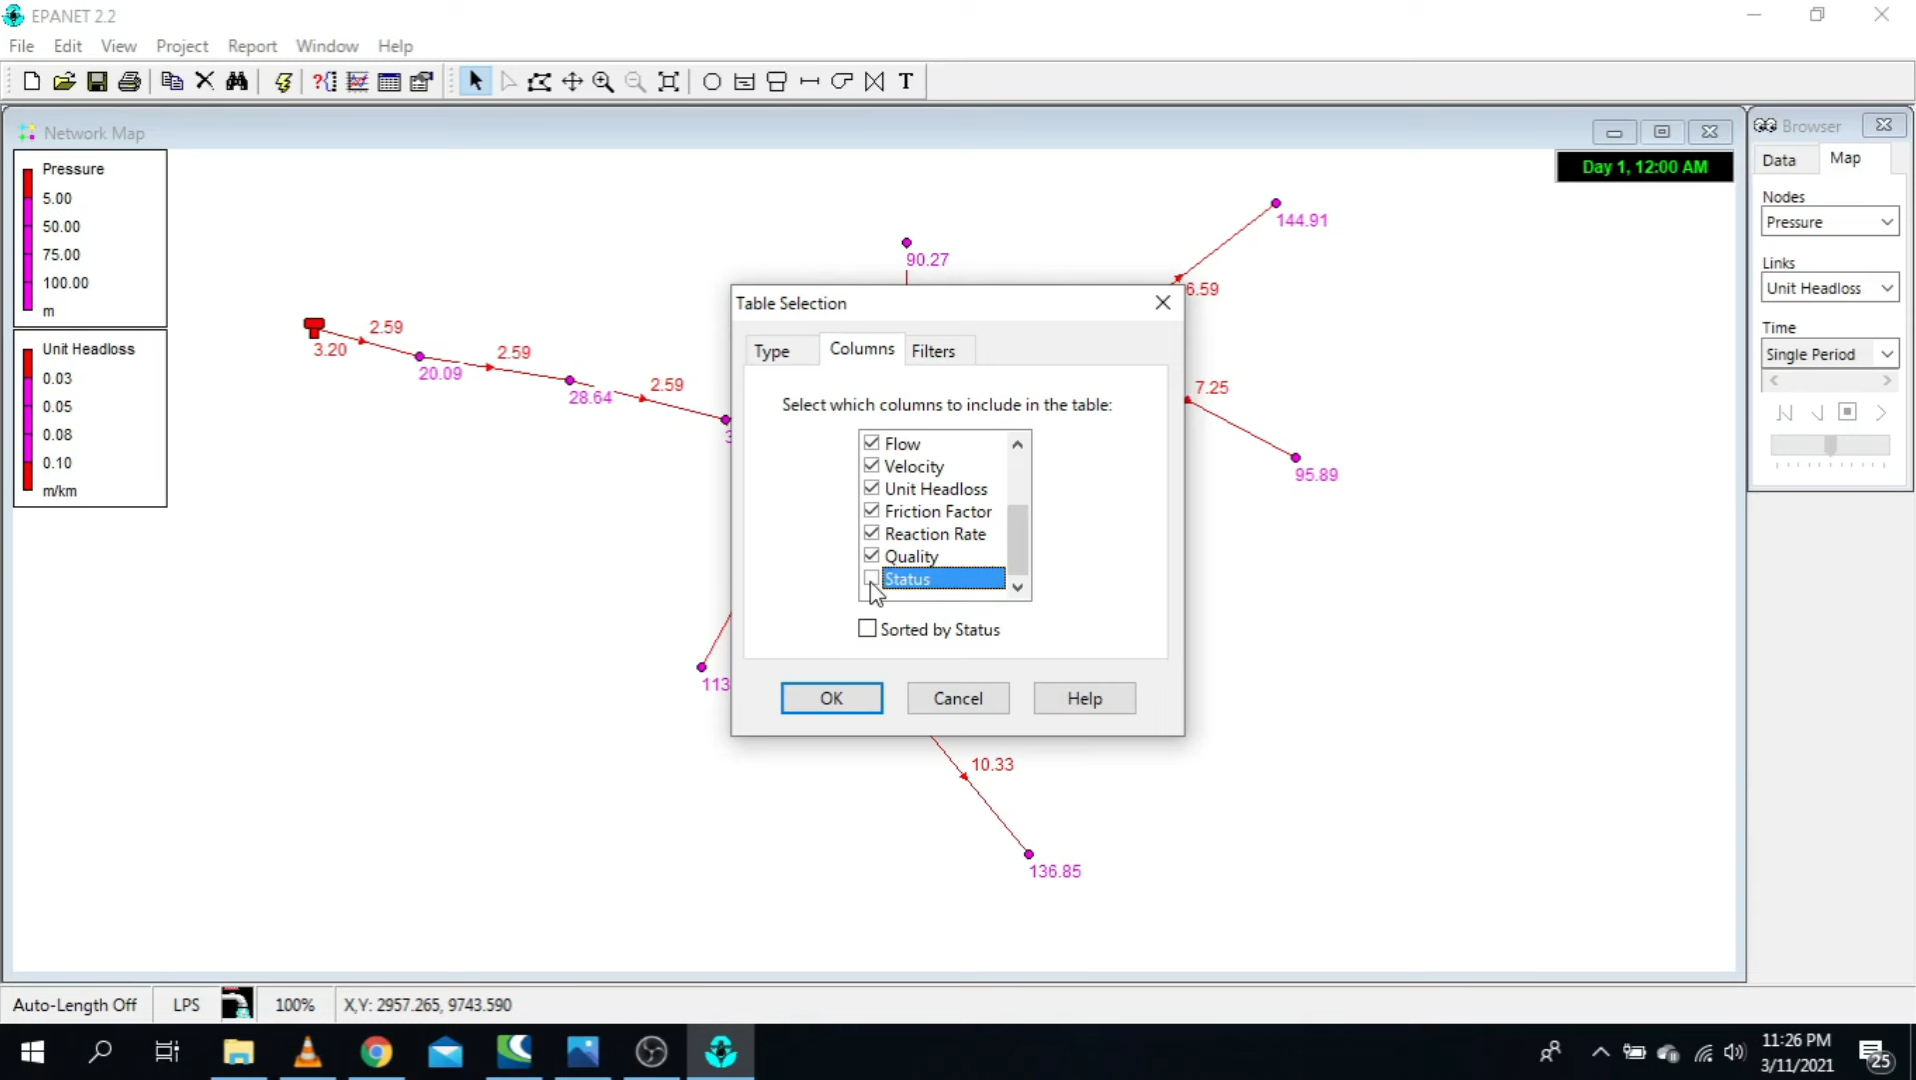 EPANET 2.2
File Edit View Project Report Window Help
Network Map
Day 1, 12:00 AM
Browser
Data Map
Nodes
Pressure
Links
Unit Headloss
Time
Single Period
Pressure
5.00
50.00
75.00
100.00
m
Unit Headloss
0.03
0.05
0.08
0.10
m/km
144.91
90.27
6.59
2.59
3.20
2.59
20.09
2.59
28.64
7.25
95.89
113
10.33
136.85
Table Selection
Type Columns Filters
Select which columns to include in the table:
Flow
Velocity
Unit Headloss
Friction Factor
Reaction Rate
Quality
Status
Sorted by Status
OK Cancel Help
Auto-Length Off LPS 100% X,Y: 2957.265, 9743.590
11:26 PM
3/11/2021
25